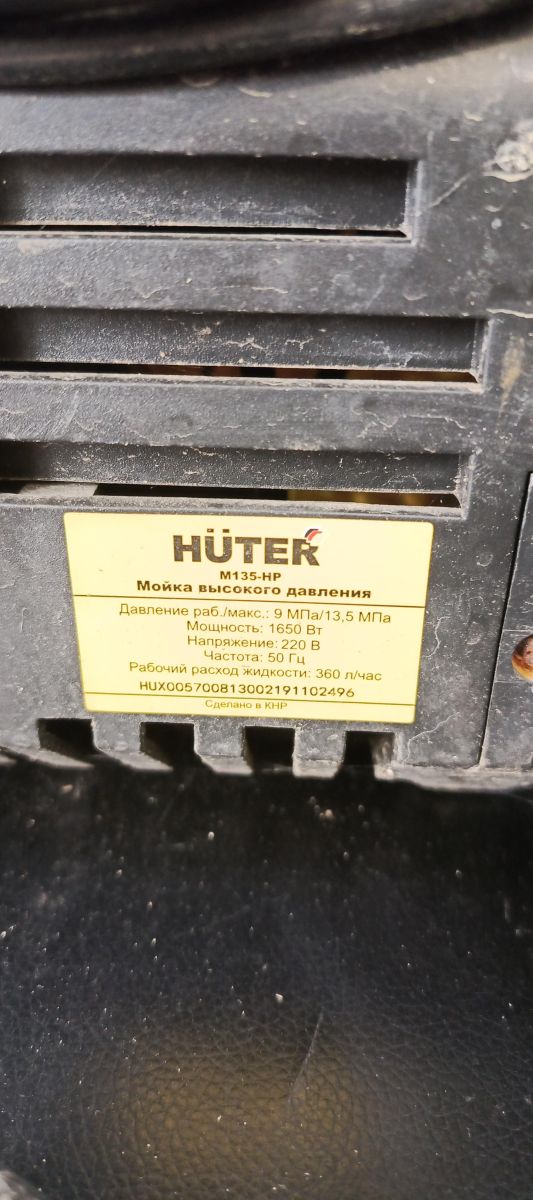 HÜTER
M135-HP
Мойка высокого давления
Давление раб./макс.: 9 МПа/13,5 МПа
Мощность: 1650 Вт
Напряжение: 220 В
Частота: 50 Гц
Рабочий расход жидкости: 360 л/час
HUX005700813002191102496
Сделано в КНР